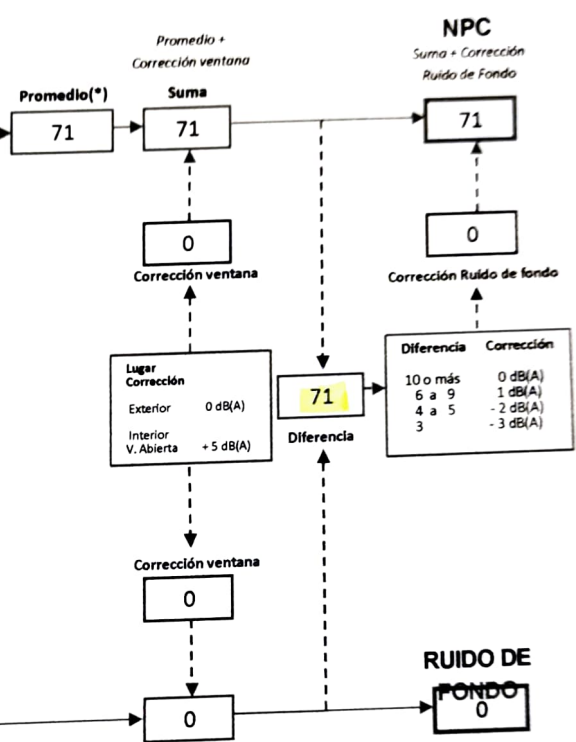 Promedio +
Corrección ventana
NPC
Suma + Corrección
Ruido de Fondo
Promedio(*)
Suma
71
71
71
0
Corrección ventana
0
Corrección Ruido de fondo
Lugar
Corrección
Exterior 0 dB(A)
Interior
V. Abierta + 5 dB(A)
71
Diferencia
Diferencia Corrección
10 o más 0 dB(A)
6 a 9 1 dB(A)
4 a 5 - 2 dB(A)
3 - 3 dB(A)
Corrección ventana
0
0
RUIDO DE
FONDO
0